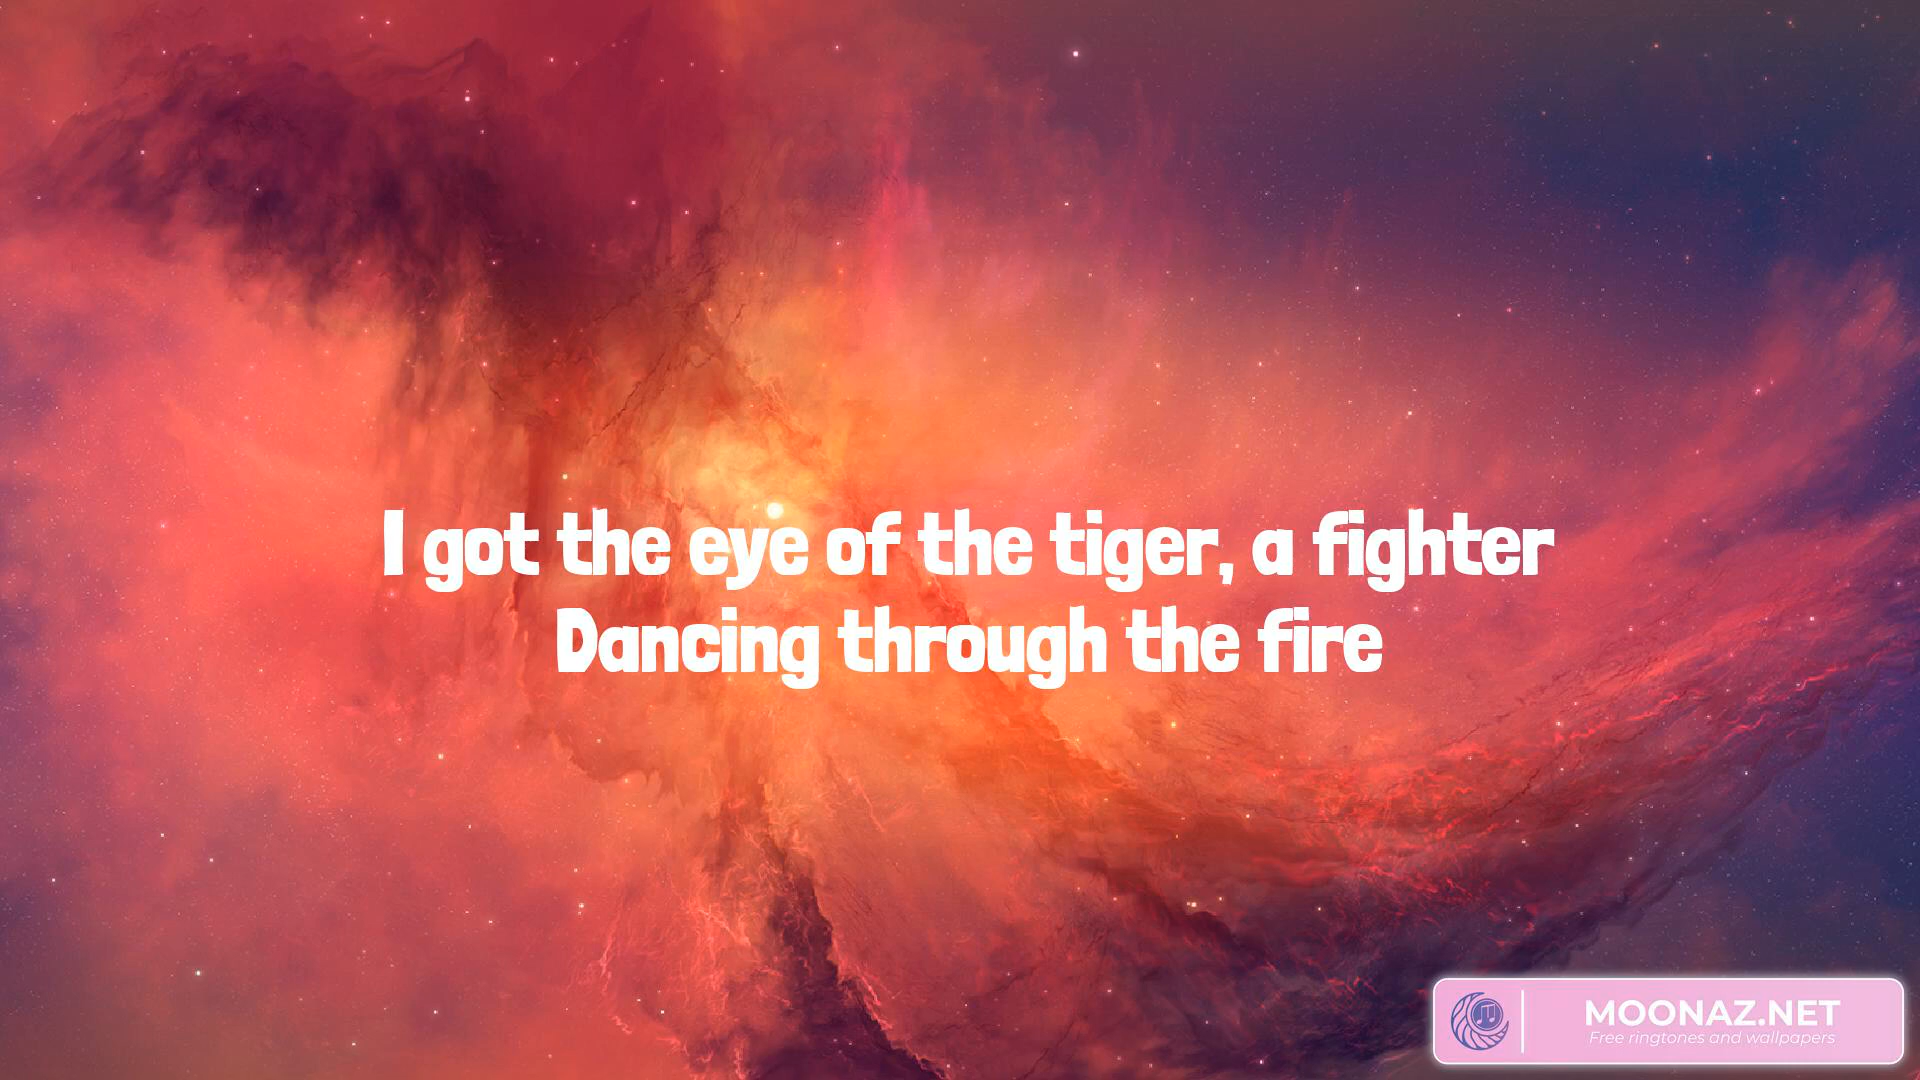 I got the eye of the tiger, a fighter
Dancing through the fire
MOONAZ.NET
Free ringtones and wallpapers